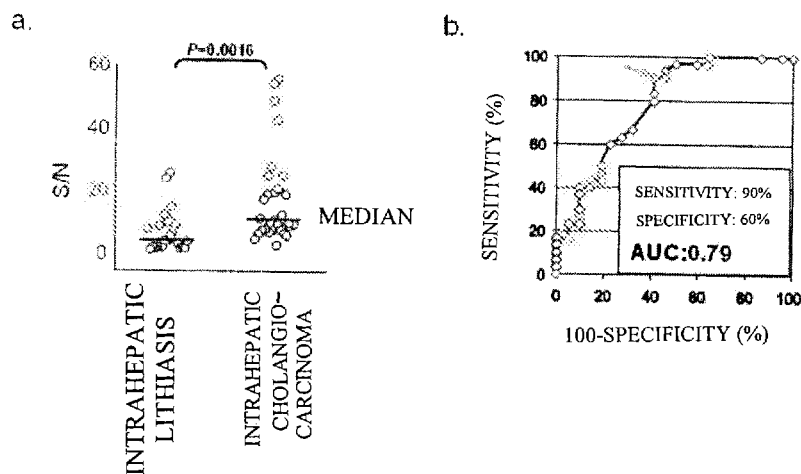 a.
P=0.0016
60
40
20
0
S/N
MEDIAN
INTRAHEPATIC
LITHIASIS
INTRAHEPATIC
CHOLANGIO-
CARCINOMA
b.
100
80
60
40
20
0
SENSITIVITY (%)
SENSITIVITY: 90%
SPECIFICITY: 60%
AUC:0.79
20
40
60
80
100
100-SPECIFICITY (%)